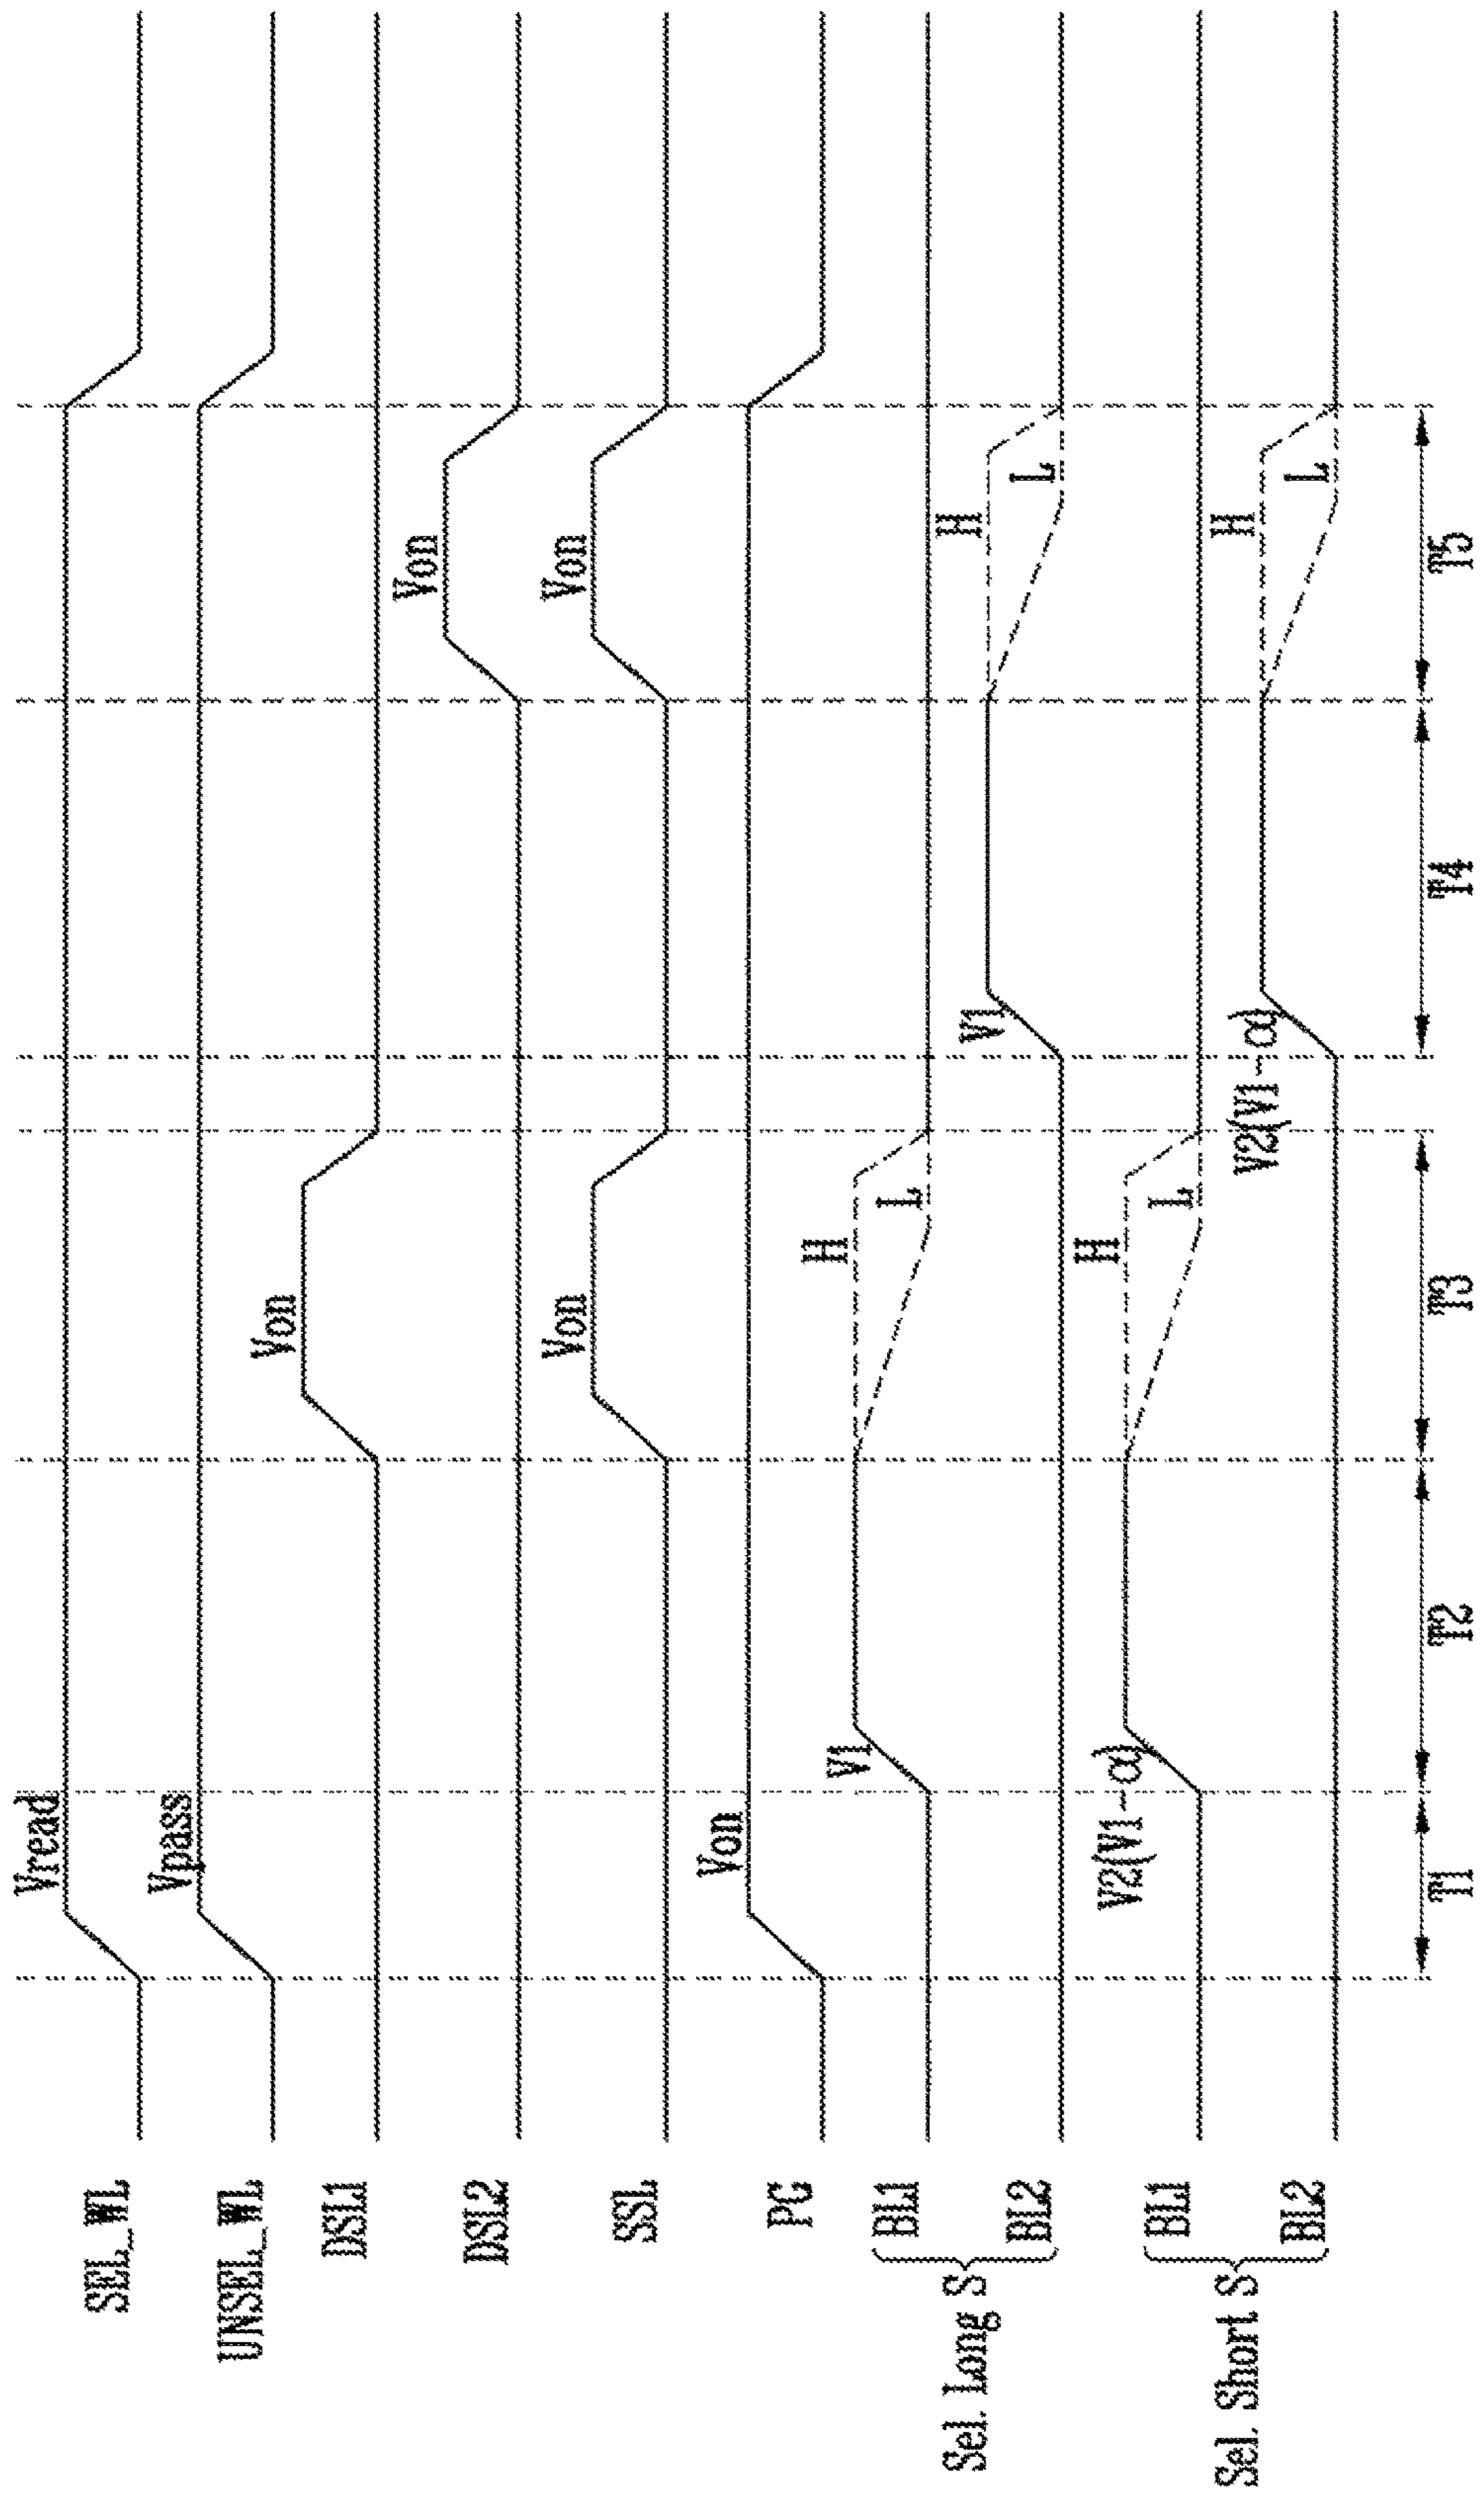 SEL_WL
Vread
UNSEL_WL
Vpass
DSL1
Von
DSL2
Von
SSL
Von
Von
PG
Von
Sel. Long S
BL1
V1
H
L
BL2
V1
H
L
Sel. Short S
BL1
V2(V1-α)
H
L
BL2
V2(V1-α)
H
L
T1
T2
T3
T4
T5